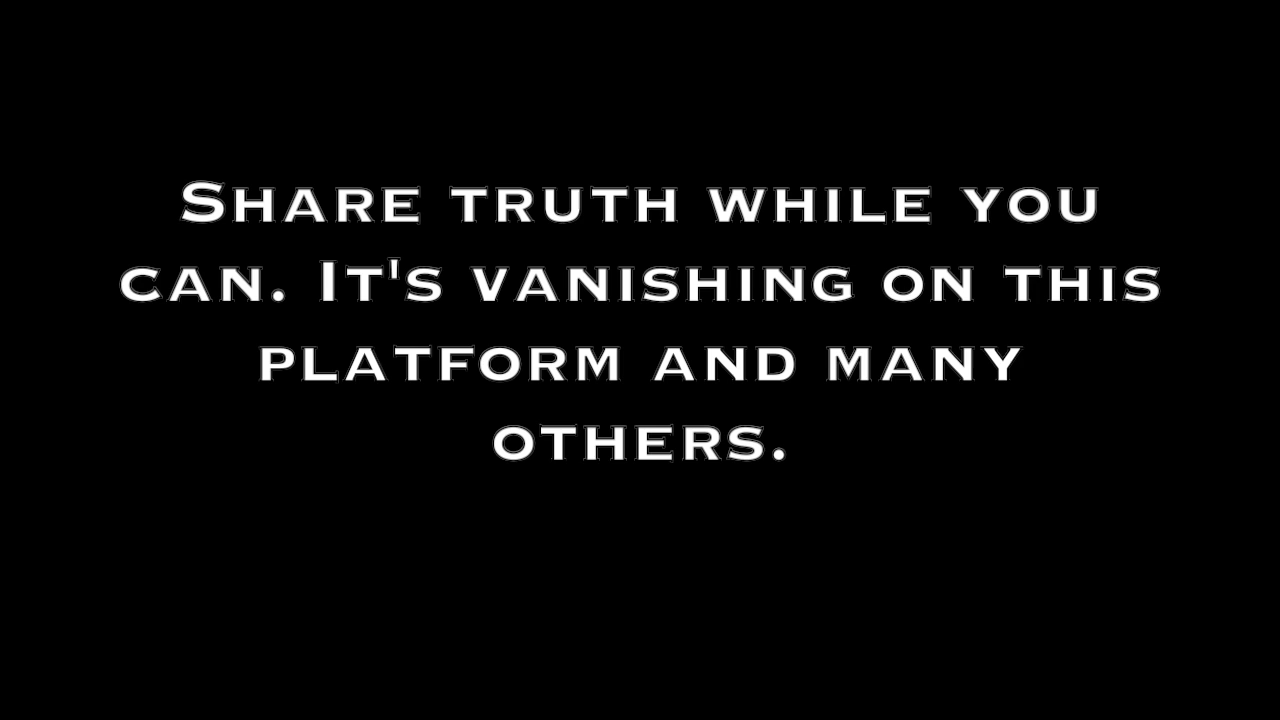 Share truth while you
can. It's vanishing on this
platform and many
others.